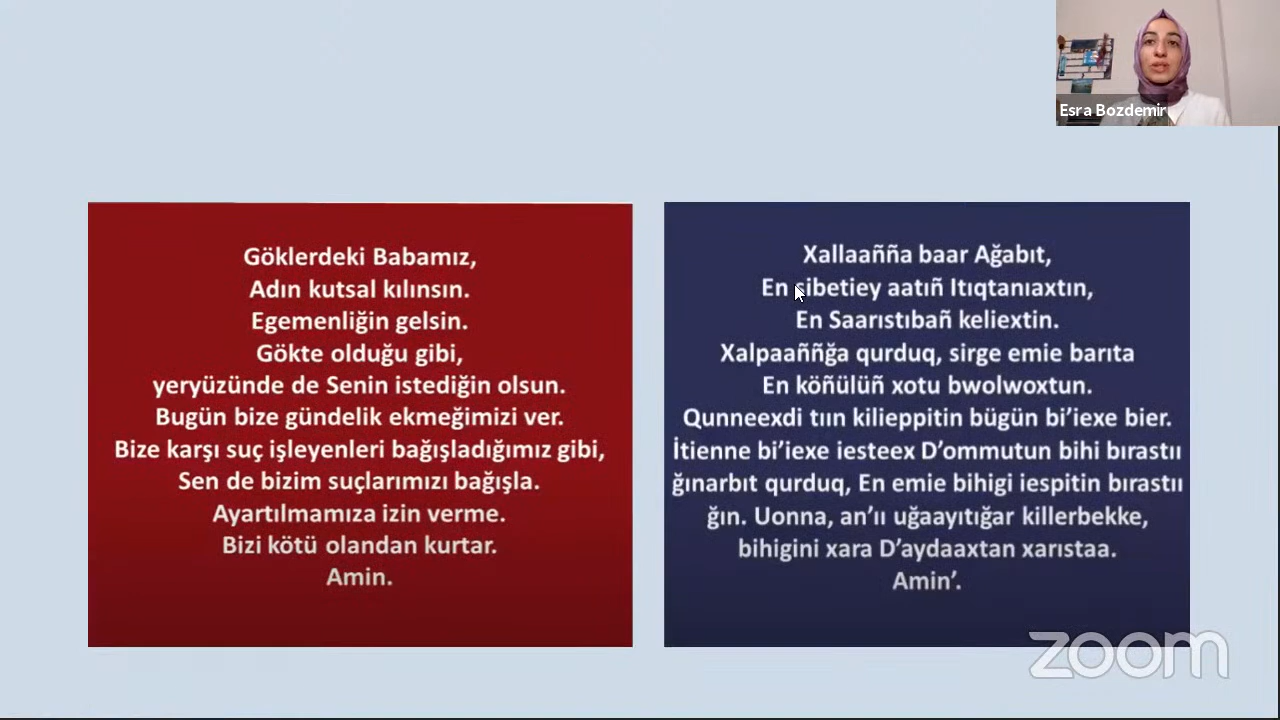 Esra Bozdemir
Göklerdeki Babamız,
Adın kutsal kılınsın.
Egemenliğin gelsin.
Gökte olduğu gibi,
yeryüzünde de Senin istediğin olsun.
Bugün bize gündelik ekmeğimizi ver.
Bize karşı suç işleyenleri bağışladığımız gibi,
Sen de bizim suçlarımızı bağışla.
Ayartılmamıza izin verme.
Bizi kötü olandan kurtar.
Amin.
Xallaañña baar Ağabıt,
En sibetiey aatıñ Itıqtanıaxtın,
En Saarıstıbañ keliextin.
Xalpaaññğa qurduq, sirge emie barıta
En köñülüñ xotu bwolwoxtun.
Qunneexdi tıın kilieppitin bügün bi’iexe bier.
İtienne bi’iexe iesteex D’ommutun bihi bırastıı
ğınarbıt qurduq, En emie bihigi iespitin bırastıı
ğın. Uonna, an’ıı uğaayıtığar killerbekke,
bihigini xara D’aydaaxtan xarıstaa.
Amin’.
zoom